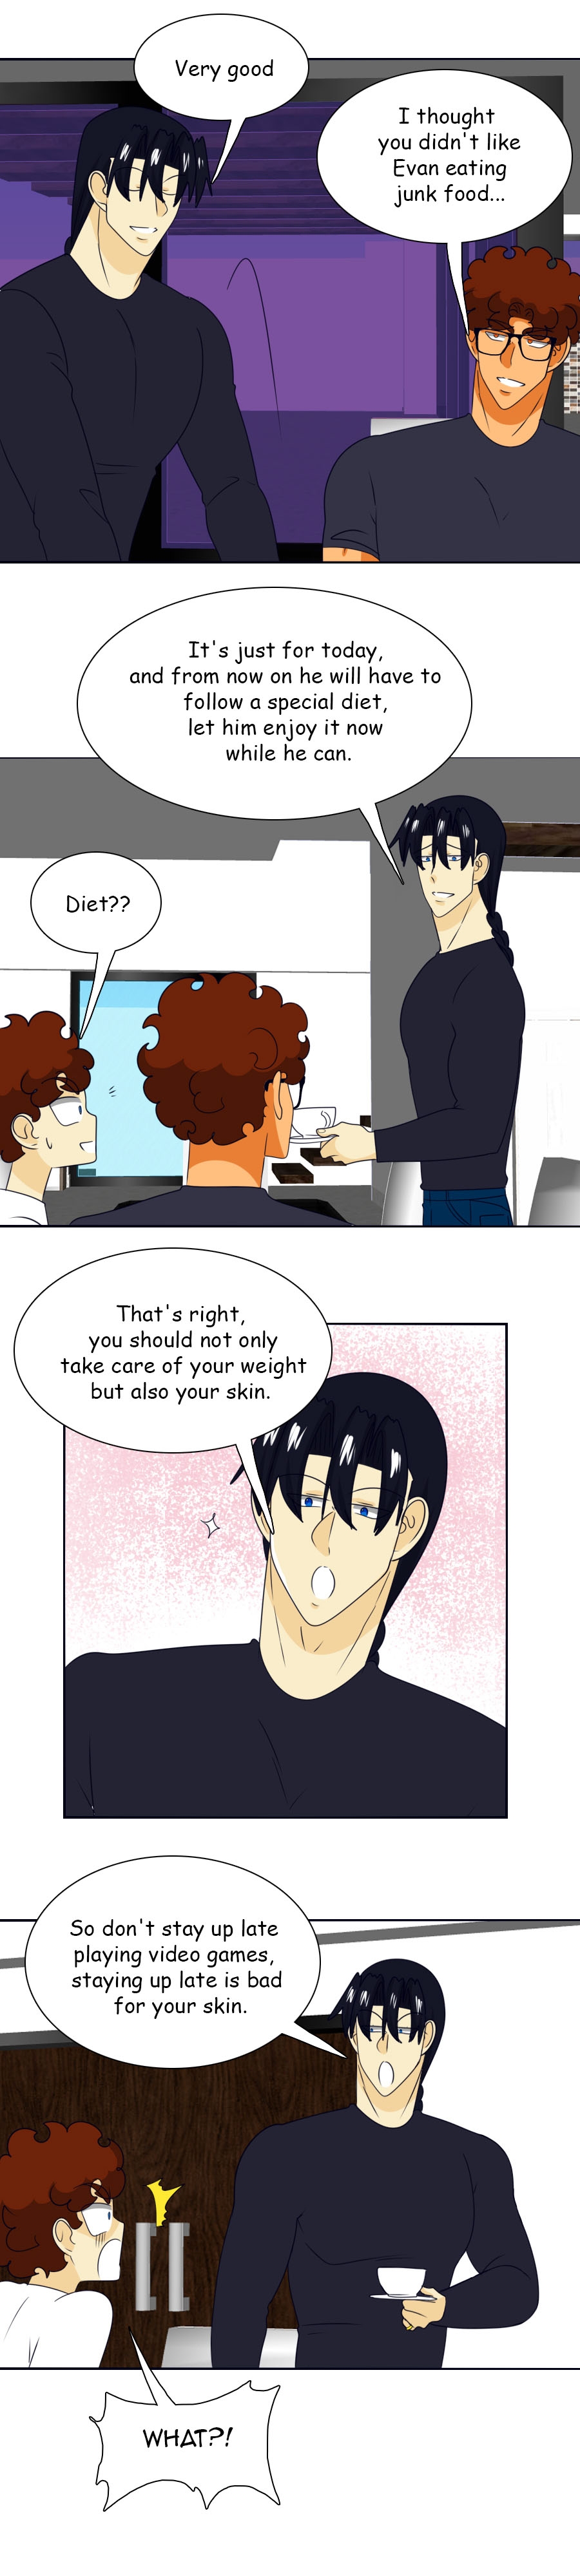 Very good
I thought
you didn't like
Evan eating
junk food...
It's just for today,
and from now on he will have to
follow a special diet,
let him enjoy it now
while he can.
Diet??
That's right,
you should not only
take care of your weight
but also your skin.
So don't stay up late
playing video games,
staying up late is bad
for your skin.
WHAT?!